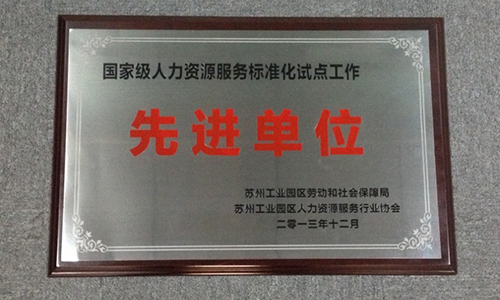 国家级人力资源服务标准化试点工作
先进单位
苏州工业园区劳动和社会保障局
苏州工业园区人力资源服务行业协会
二零一三年十二月